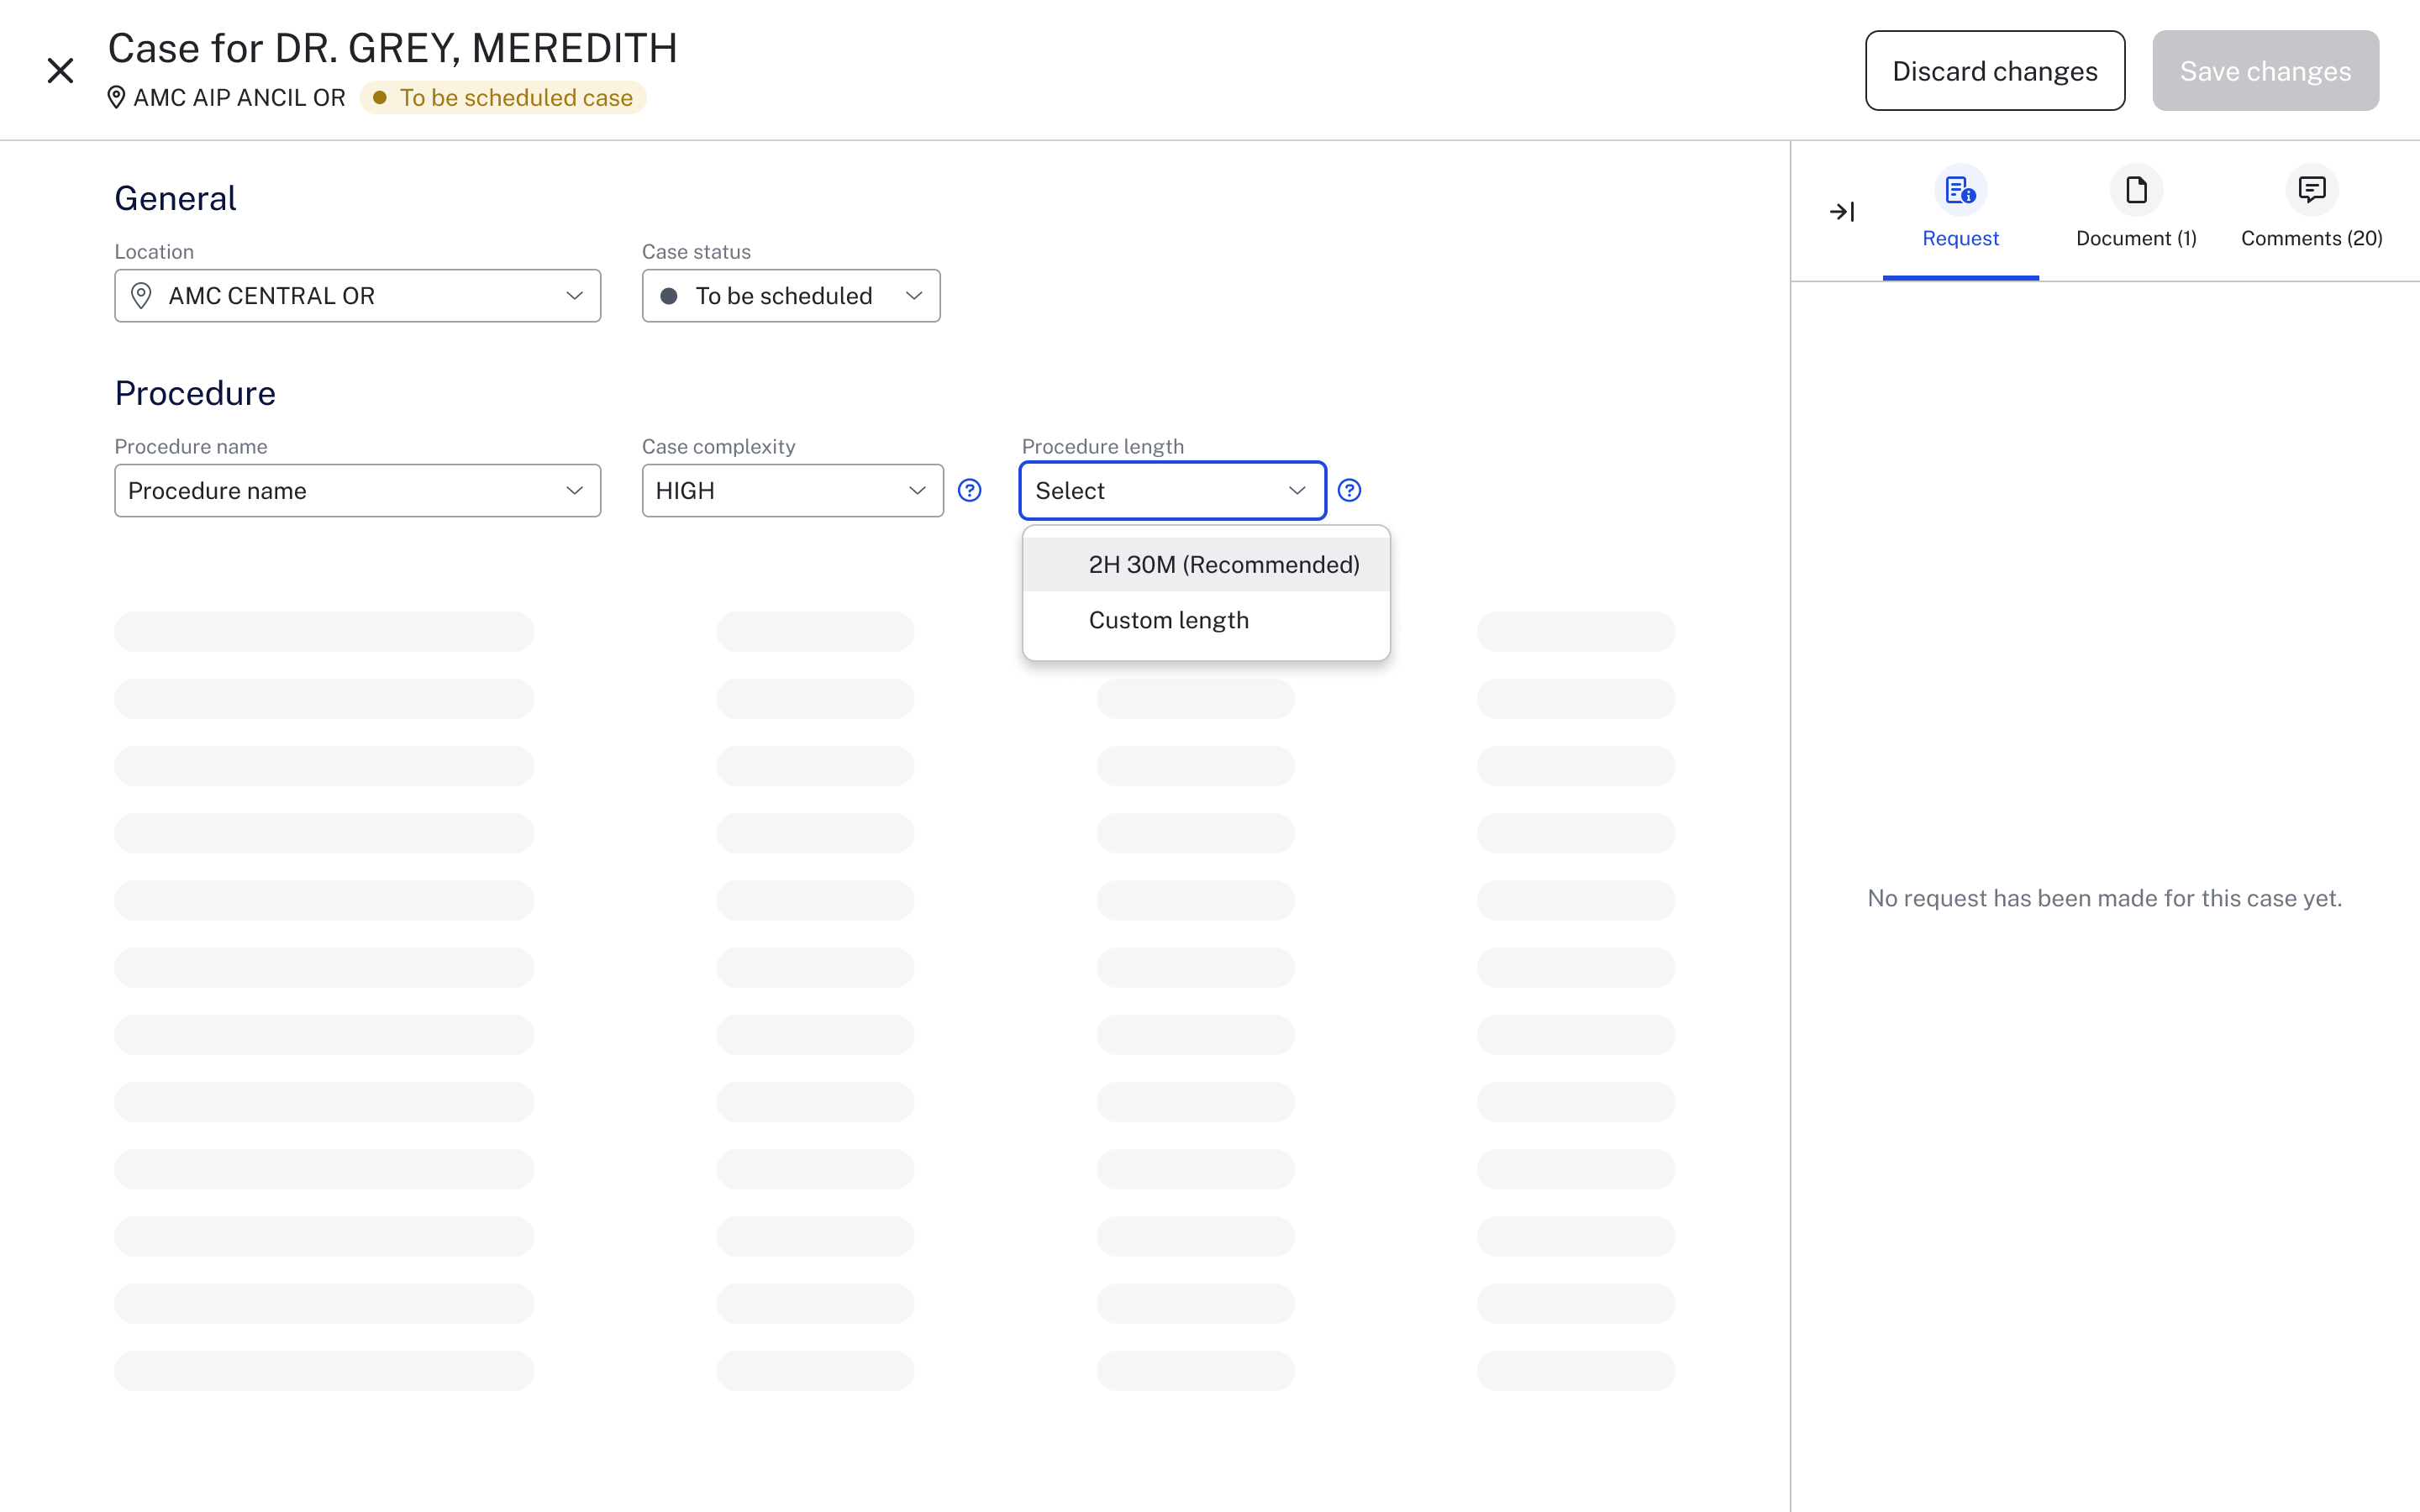 Case for DR. GREY, MEREDITH
AMC AIP ANCIL OR
To be scheduled case
Discard changes
Save changes
General
Location
Case status
AMC CENTRAL OR
To be scheduled
Procedure
Procedure name
Case complexity
Procedure length
Procedure name
HIGH
?
Select
?
2H 30M (Recommended)
Custom length
Request
Document (1)
Comments (20)
No request has been made for this case yet.